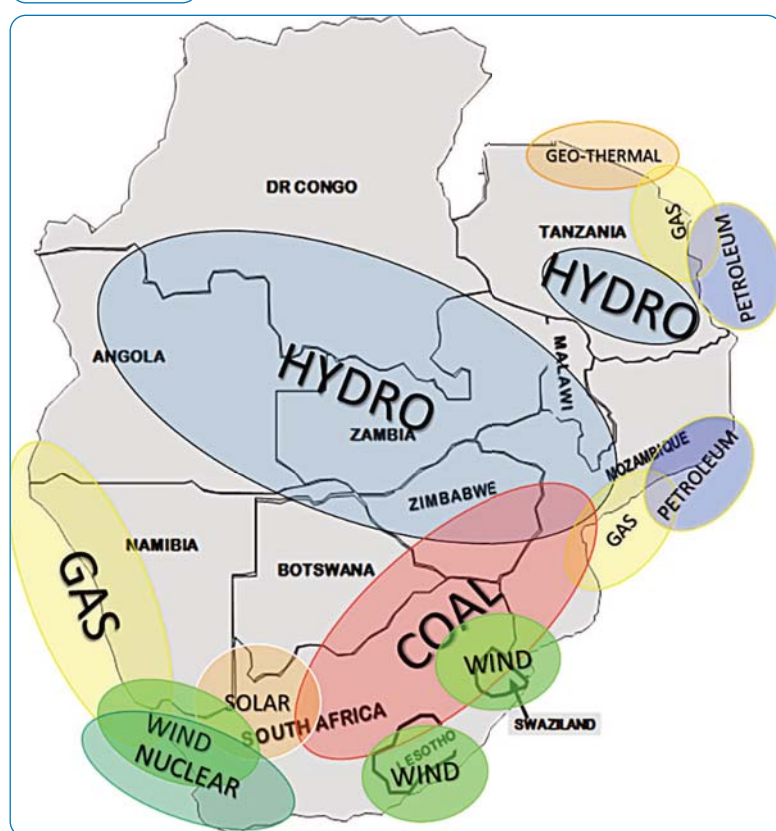 GEO-THERMAL
DR CONGO
GAS
TANZANIA
PETROLEUM
HYDRO
ANGOLA
MALAWI
HYDRO
ZAMBIA
MOZAMBIQUE
PETROLEUM
ZIMBABWE
GAS
NAMIBIA
BOTSWANA
GAS
COAL
WIND
SOLAR
SOUTH AFRICA
SWAZILAND
WIND
NUCLEAR
LESOTHO
WIND